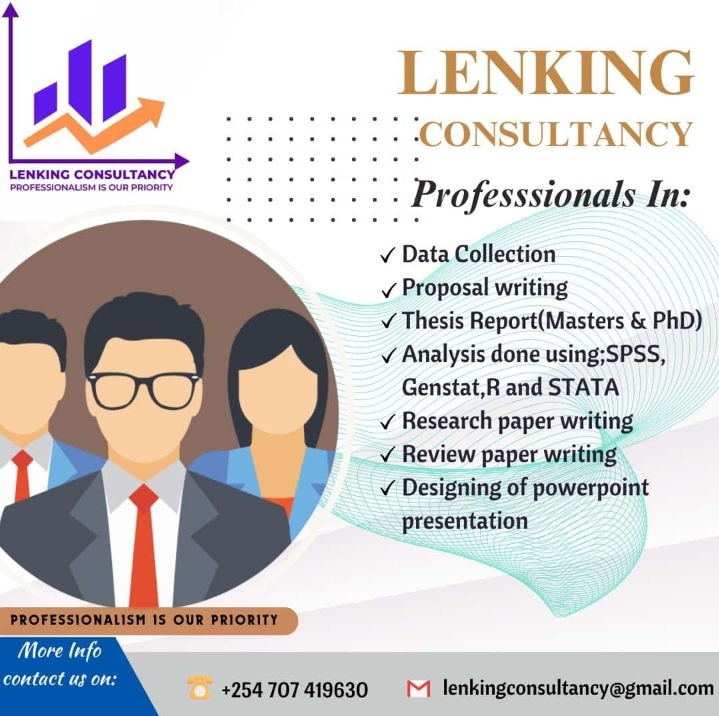 LENKING CONSULTANCY
PROFESSIONALISM IS OUR PRIORITY
LENKING
CONSULTANCY
Professsionals In:
Data Collection
Proposal writing
Thesis Report(Masters & PhD)
Analysis done using;SPSS,
Genstat,R and STATA
Research paper writing
Review paper writing
Designing of powerpoint
presentation
PROFESSIONALISM IS OUR PRIORITY
More Info
contact us on:
+254 707 419630
lenkingconsultancy@gmail.com